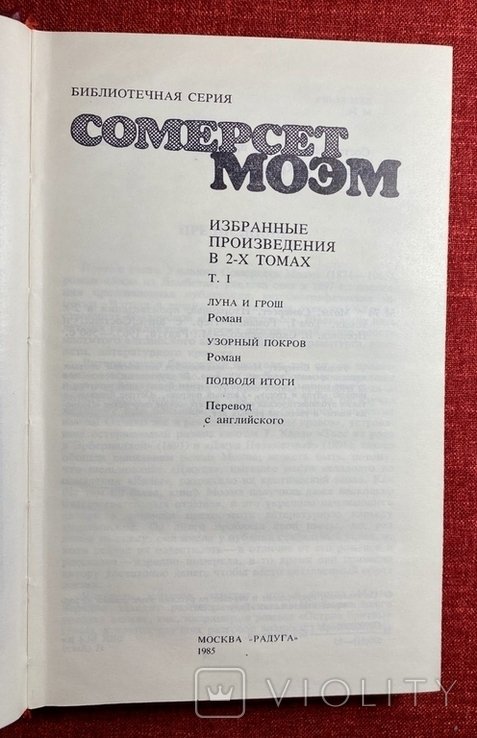 БИБЛИОТЕЧНАЯ СЕРИЯ
СОМЕРСЕТ
МОЭМ
ИЗБРАННЫЕ
ПРОИЗВЕДЕНИЯ
В 2-Х ТОМАХ
Т. I
ЛУНА И ГРОШ
Роман
УЗОРНЫЙ ПОКРОВ
Роман
ПОДВОДЯ ИТОГИ
Перевод
с английского
МОСКВА «РАДУГА»
1985
VIOLITY